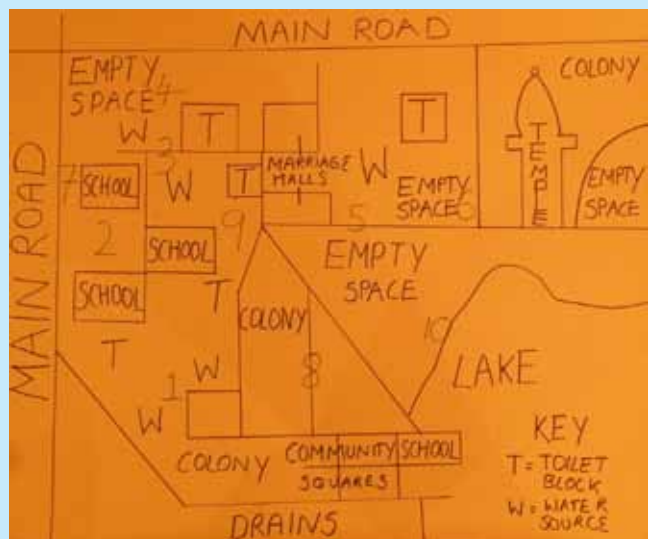 MAIN ROAD
EMPTY
SPACE
4
T
T
COLONY
TEMPLE
W
3
MARRIAGE
HALLS
W
7
SCHOOL
W
T
EMPTY
SPACE
6
EMPTY
SPACE
MAIN ROAD
2
9
5
SCHOOL
EMPTY
SPACE
SCHOOL
T
COLONY
10
LAKE
T
W
1
8
W
KEY
T = TOILET
BLOCK
W = WATER
SOURCE
COLONY
COMMUNITY
SQUARES
SCHOOL
DRAINS